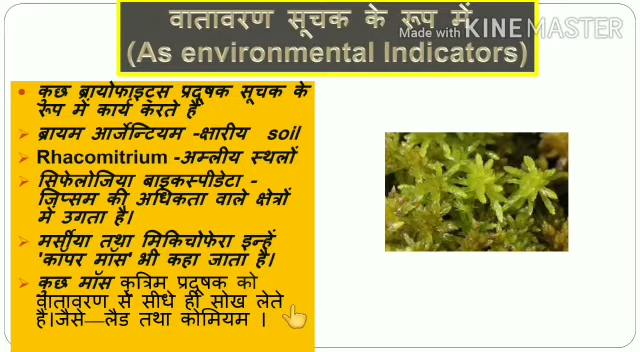 वातावरण सूचक के रूप में
Made with KINEMASTER
(As environmental Indicators)
कुछ ब्रायोफाइट्स प्रदूषक सूचक के
रूप में कार्य करते हैं
ब्रायम आर्जेन्टियम -क्षारीय soil
Rhacomitrium -अम्लीय स्थलों
सिफेलोजिया बाइकस्पीडेटा -
जिप्सम की अधिकता वाले क्षेत्रों
में उगता है।
मर्सीया तथा मिकिचोफेरा इन्हें
'कॉपर मॉस' भी कहा जाता है।
कुछ मॉस कृत्रिम प्रदूषक को
वातावरण से सीधे ही सोख लेते
हैं।जैसे—लैड तथा कोमियम ।